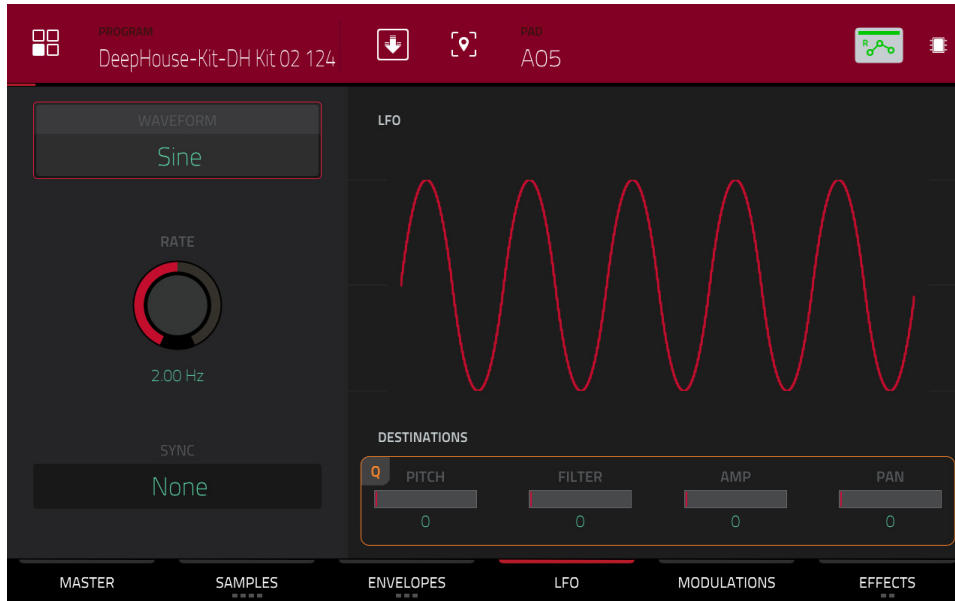 PROGRAM
DeepHouse-Kit-DH Kit 02 124
PAD
A05
R
WAVEFORM
Sine
RATE
2.00 Hz
SYNC
None
LFO
DESTINATIONS
Q
PITCH FILTER AMP PAN
0 0 0 0
MASTER SAMPLES ENVELOPES LFO MODULATIONS EFFECTS